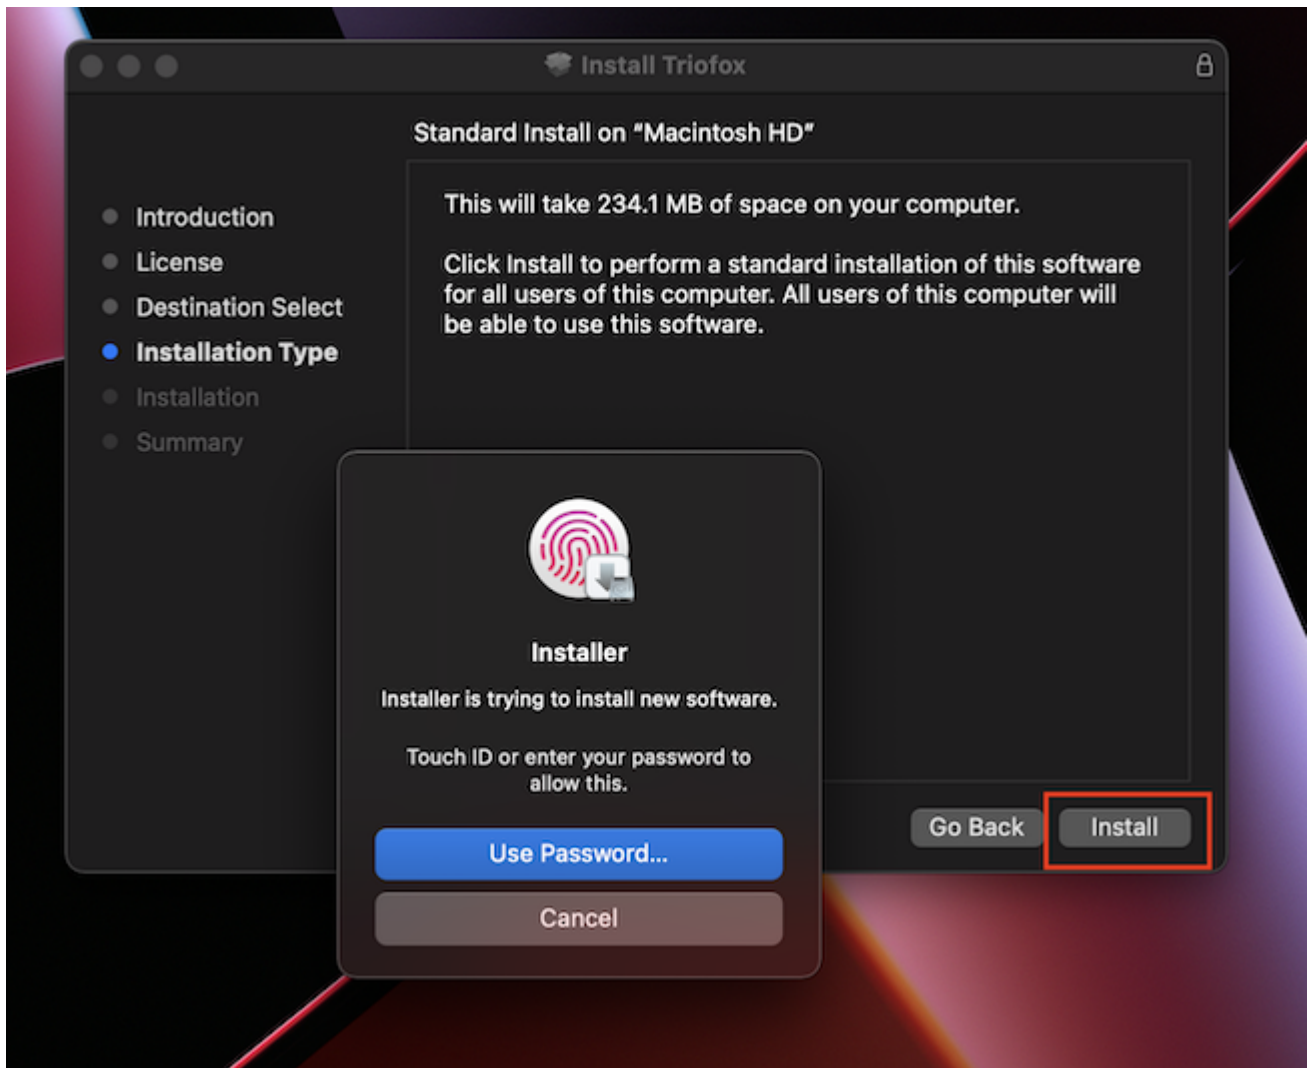 Install Triofox
Standard Install on “Macintosh HD”
Introduction
License
Destination Select
Installation Type
Installation
Summary
This will take 234.1 MB of space on your computer.
Click Install to perform a standard installation of this software
for all users of this computer. All users of this computer will
be able to use this software.
Installer
Installer is trying to install new software.
Touch ID or enter your password to
allow this.
Use Password...
Cancel
Go Back
Install